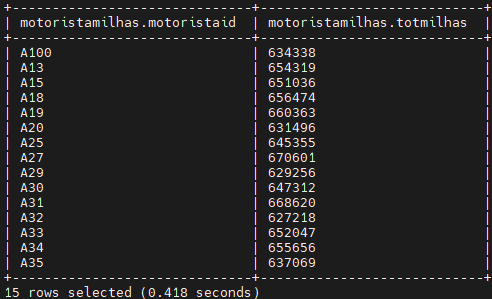 +------------------------------+----------------------------+
| motoristamilhas.motoristaid | motoristamilhas.totmilhas |
+------------------------------+----------------------------+
| A100 | 634338 |
| A13 | 654319 |
| A15 | 651036 |
| A18 | 656474 |
| A19 | 660363 |
| A20 | 631496 |
| A25 | 645355 |
| A27 | 670601 |
| A29 | 629256 |
| A30 | 647312 |
| A31 | 668620 |
| A32 | 627218 |
| A33 | 652047 |
| A34 | 655656 |
| A35 | 637069 |
+------------------------------+----------------------------+
15 rows selected (0.418 seconds)